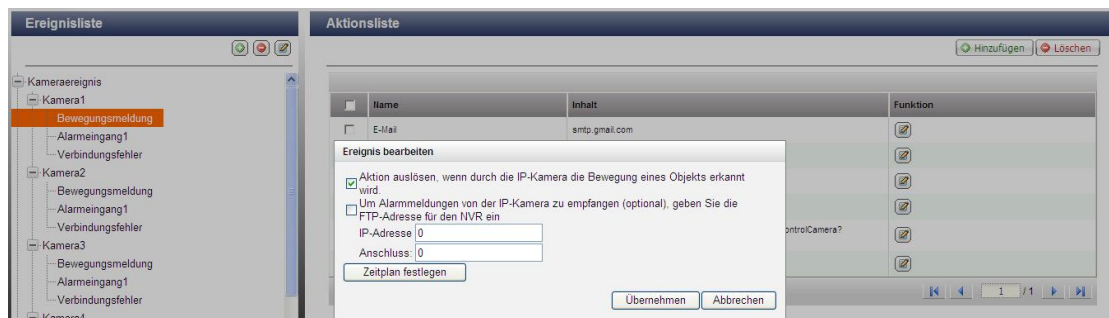 Ereignisliste
Aktionsliste
Hinzufügen
Löschen
Kameraereignis
Kamera1
Bewegungsmeldung
Alarmeingang1
Verbindungsfehler
Kamera2
Bewegungsmeldung
Alarmeingang1
Verbindungsfehler
Kamera3
Bewegungsmeldung
Alarmeingang1
Verbindungsfehler
Kamera4
Name Inhalt Funktion
E-Mail smtp.gmail.com
ontrolCamera?
Ereignis bearbeiten
Aktion auslösen, wenn durch die IP-Kamera die Bewegung eines Objekts erkannt
wird.
Um Alarmmeldungen von der IP-Kamera zu empfangen (optional), geben Sie die
FTP-Adresse für den NVR ein
IP-Adresse 0
Anschluss: 0
Zeitplan festlegen
Übernehmen Abbrechen
1 /1